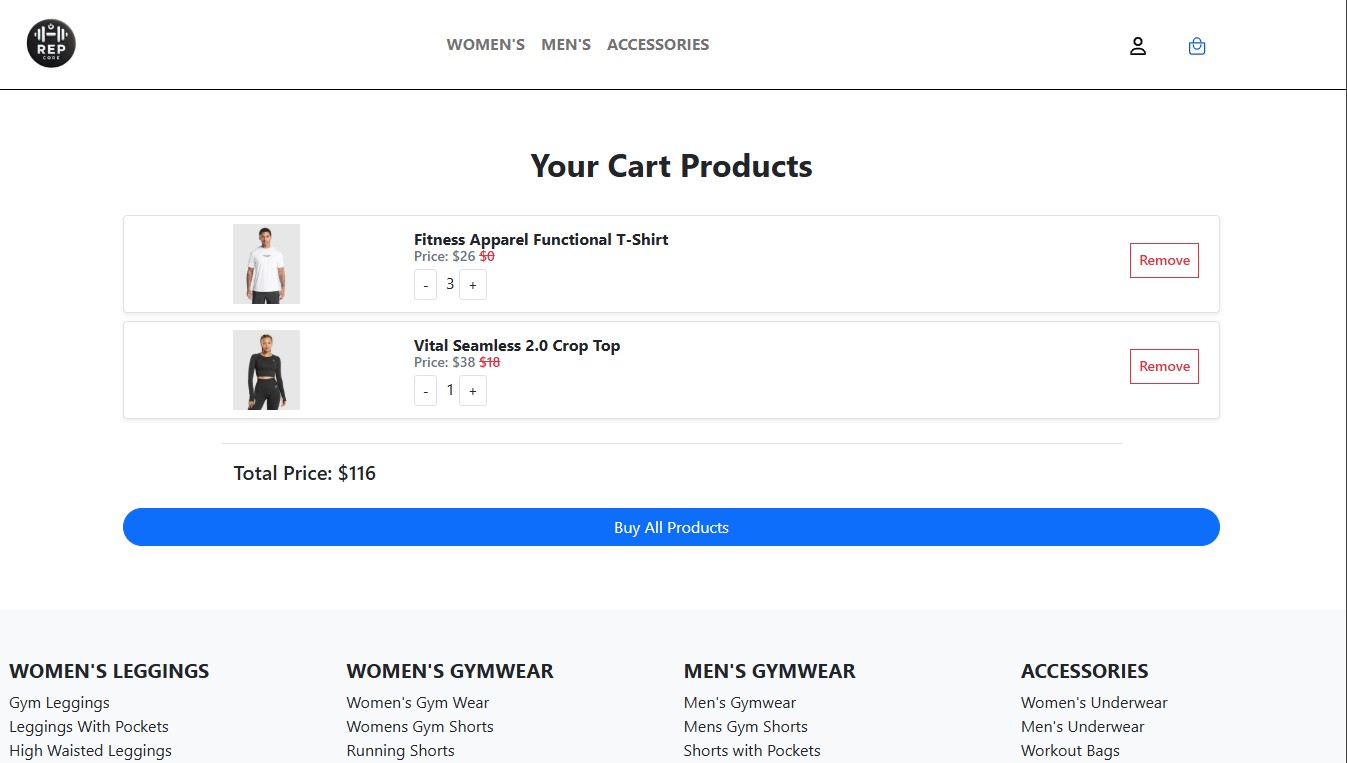 REP
CORE
WOMEN'S MEN'S ACCESSORIES
Your Cart Products
Fitness Apparel Functional T-Shirt
Price: $26 $0
- 3 +
Remove
Vital Seamless 2.0 Crop Top
Price: $38 $18
- 1 +
Remove
Total Price: $116
Buy All Products
WOMEN'S LEGGINGS
Gym Leggings
Leggings With Pockets
High Waisted Leggings
WOMEN'S GYMWEAR
Women's Gym Wear
Womens Gym Shorts
Running Shorts
MEN'S GYMWEAR
Men's Gymwear
Mens Gym Shorts
Shorts with Pockets
ACCESSORIES
Women's Underwear
Men's Underwear
Workout Bags